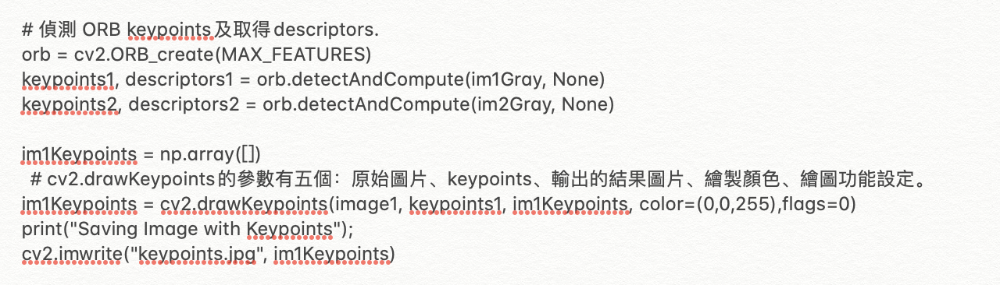 # 偵測 ORB keypoints及取得descriptors.
orb = cv2.ORB_create(MAX_FEATURES)
keypoints1, descriptors1 = orb.detectAndCompute(im1Gray, None)
keypoints2, descriptors2 = orb.detectAndCompute(im2Gray, None)
im1Keypoints = np.array([])
# cv2.drawKeypoints的參數有五個：原始圖片、keypoints、輸出的結果圖片、繪製顏色、繪圖功能設定。
im1Keypoints = cv2.drawKeypoints(image1, keypoints1, im1Keypoints, color=(0,0,255),flags=0)
print("Saving Image with Keypoints");
cv2.imwrite("keypoints.jpg", im1Keypoints)